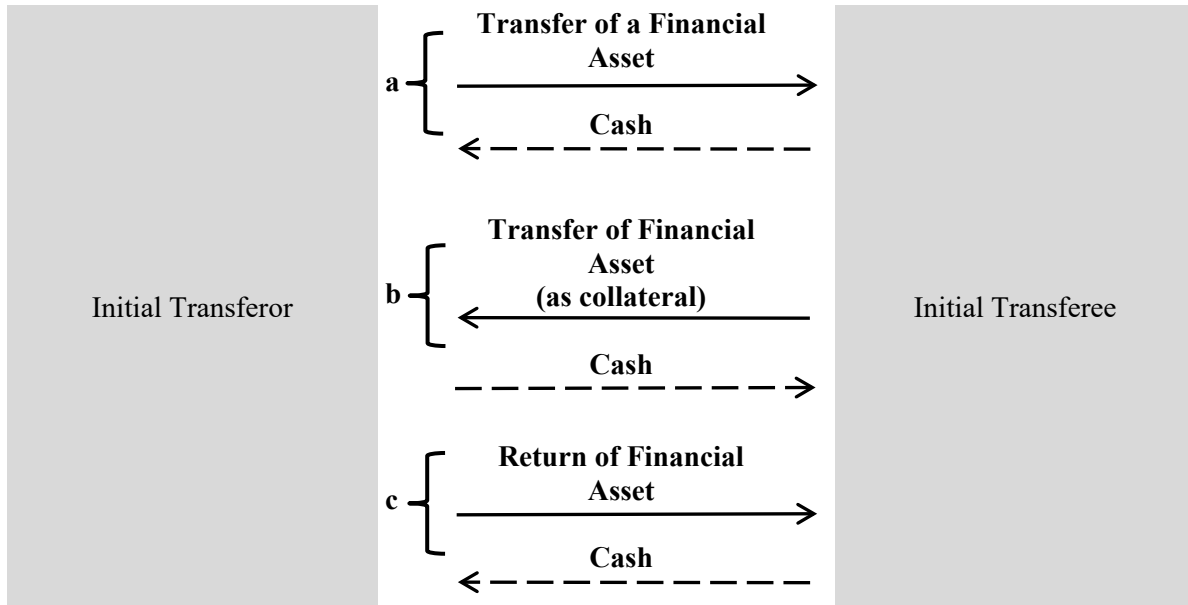 Transfer of a Financial
Asset
a
Cash
Transfer of Financial
Asset
(as collateral)
b
Initial Transferor
Initial Transferee
Cash
Return of Financial
Asset
c
Cash